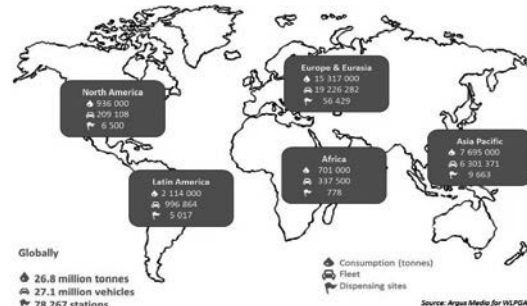 Europe & Eurasia
15 317 000
19 226 282
56 429
North America
936 000
209 108
6 500
Asia Pacific
7 695 000
6 301 371
9 663
Africa
701 000
337 500
778
Latin America
2 114 000
996 864
5 017
Globally
26.8 million tonnes
27.1 million vehicles
78 267 stations
Consumption (tonnes)
Fleet
Dispensing sites
Source: Argus Media for WLPGA